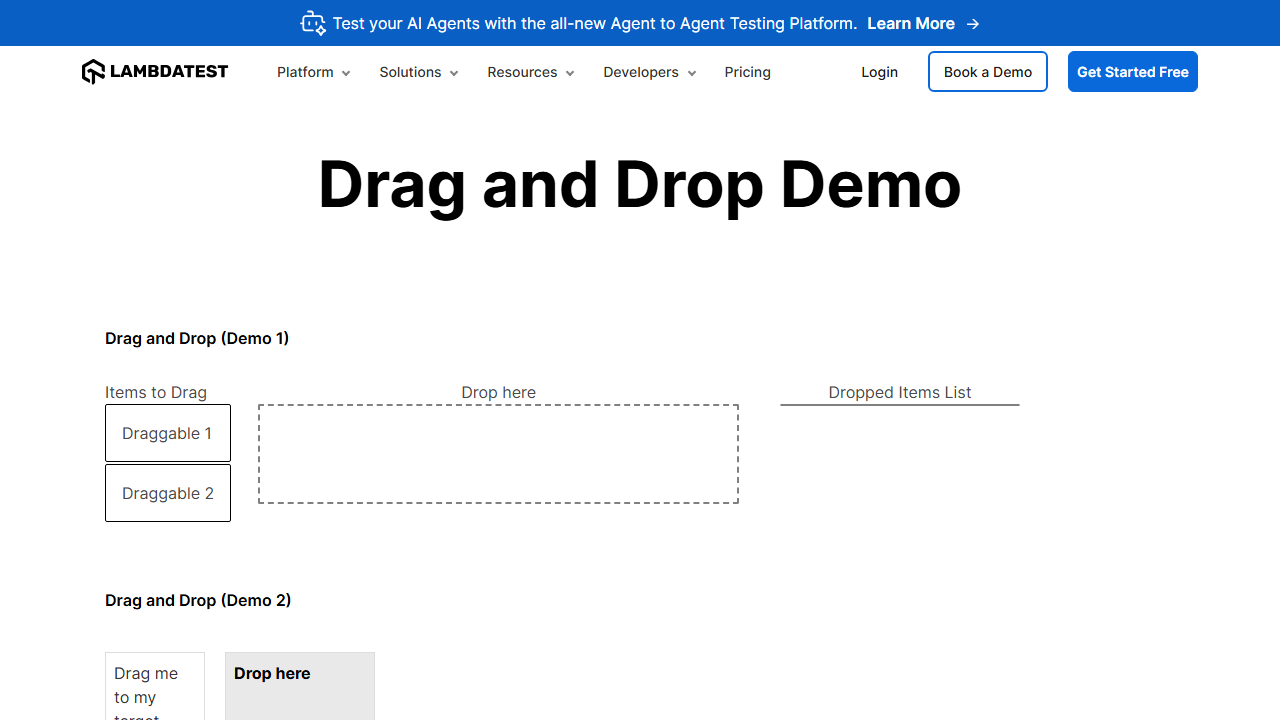 Test your AI Agents with the all-new Agent to Agent Testing Platform. Learn More →
LAMBDATEST Platform Solutions Resources Developers Pricing Login Book a Demo Get Started Free
Drag and Drop Demo
Drag and Drop (Demo 1)
Items to Drag Drop here Dropped Items List
Draggable 1
Draggable 2
Drag and Drop (Demo 2)
Drag me Drop here
to my
target